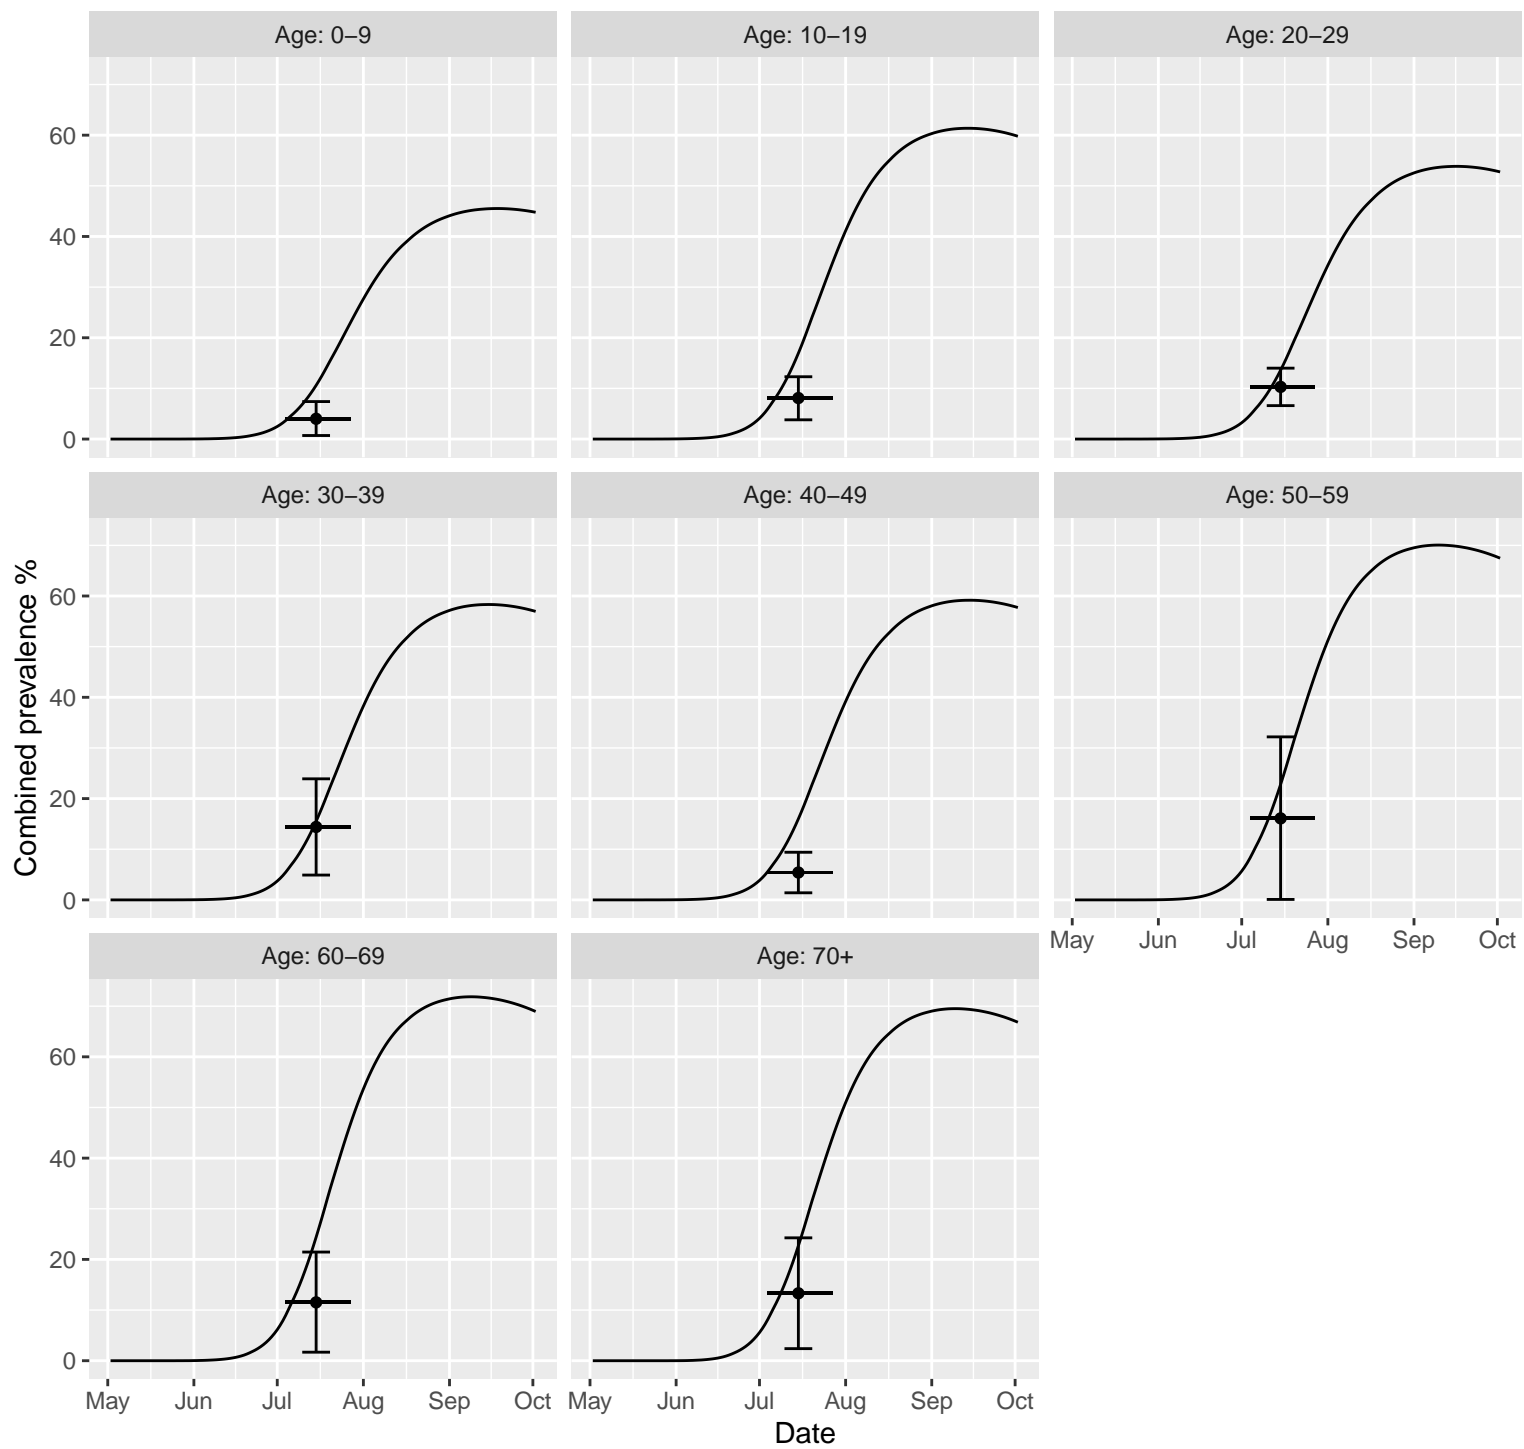 Age: 0–9
Age: 10–19
Age: 20–29
60
40
20
0
Age: 30–39
Age: 40–49
Age: 50–59
60
40
20
0
May Jun Jul Aug Sep Oct
Age: 60–69
Age: 70+
60
40
20
0
May Jun Jul Aug Sep Oct
May Jun Jul Aug Sep Oct
Date
Combined prevalence %